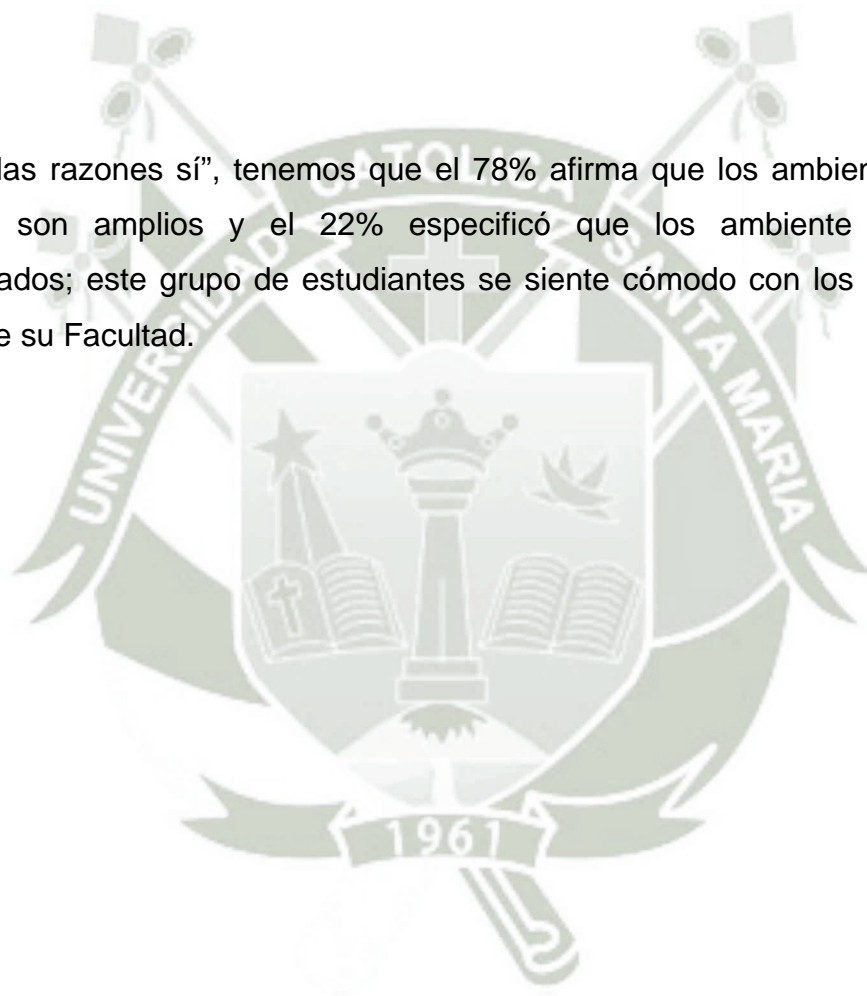 las razones sí”, tenemos que el 78% afirma que los ambien
son amplios y el 22% especificó que los ambiente
ados; este grupo de estudiantes se siente cómodo con los
e su Facultad.
UNIVERSIDAD CATOLICA SANTA MARIA
1961